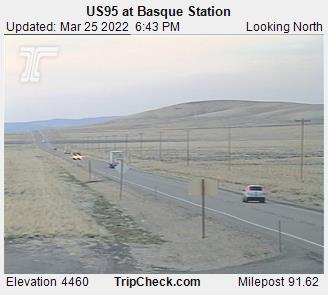 US95 at Basque Station
Updated: Mar 25 2022 6:43 PM Looking North
Elevation 4460 TripCheck.com Milepost 91.62